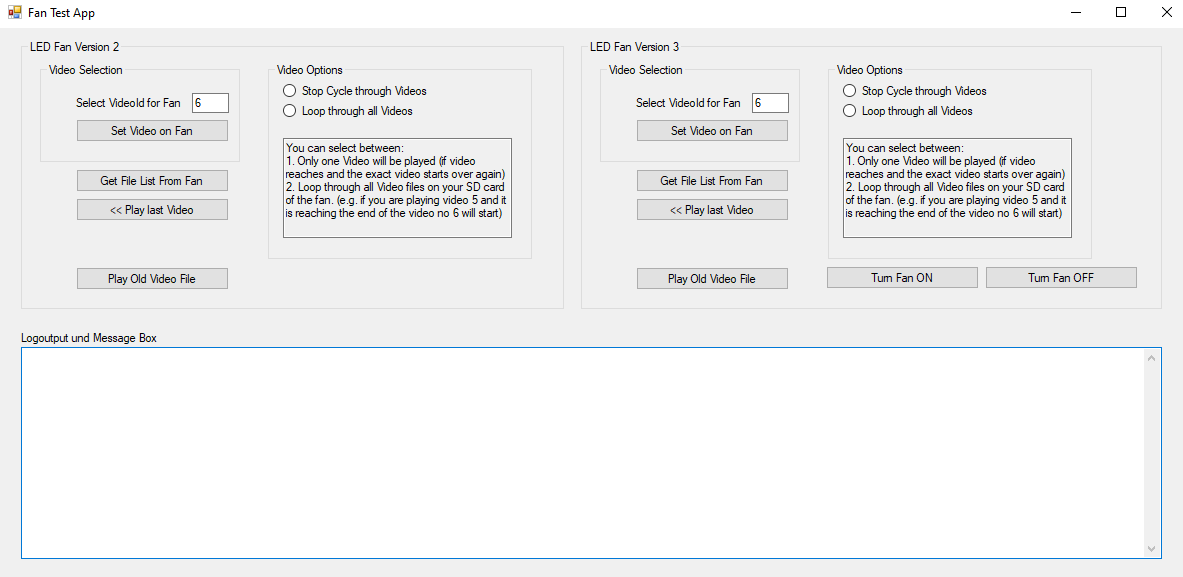 Fan Test App
LED Fan Version 2
Video Selection
Select VideoId for Fan 6
Set Video on Fan
Get File List From Fan
<< Play last Video
Play Old Video File
Video Options
Stop Cycle through Videos
Loop through all Videos
You can select between:
1. Only one Video will be played (if video
reaches and the exact video starts over again)
2. Loop through all Video files on your SD card
of the fan. (e.g. if you are playing video 5 and it
is reaching the end of the video no 6 will start)
LED Fan Version 3
Video Selection
Select VideoId for Fan 6
Set Video on Fan
Get File List From Fan
<< Play last Video
Play Old Video File
Video Options
Stop Cycle through Videos
Loop through all Videos
You can select between:
1. Only one Video will be played (if video
reaches and the exact video starts over again)
2. Loop through all Video files on your SD card
of the fan. (e.g. if you are playing video 5 and it
is reaching the end of the video no 6 will start)
Turn Fan ON
Turn Fan OFF
Logoutput und Message Box